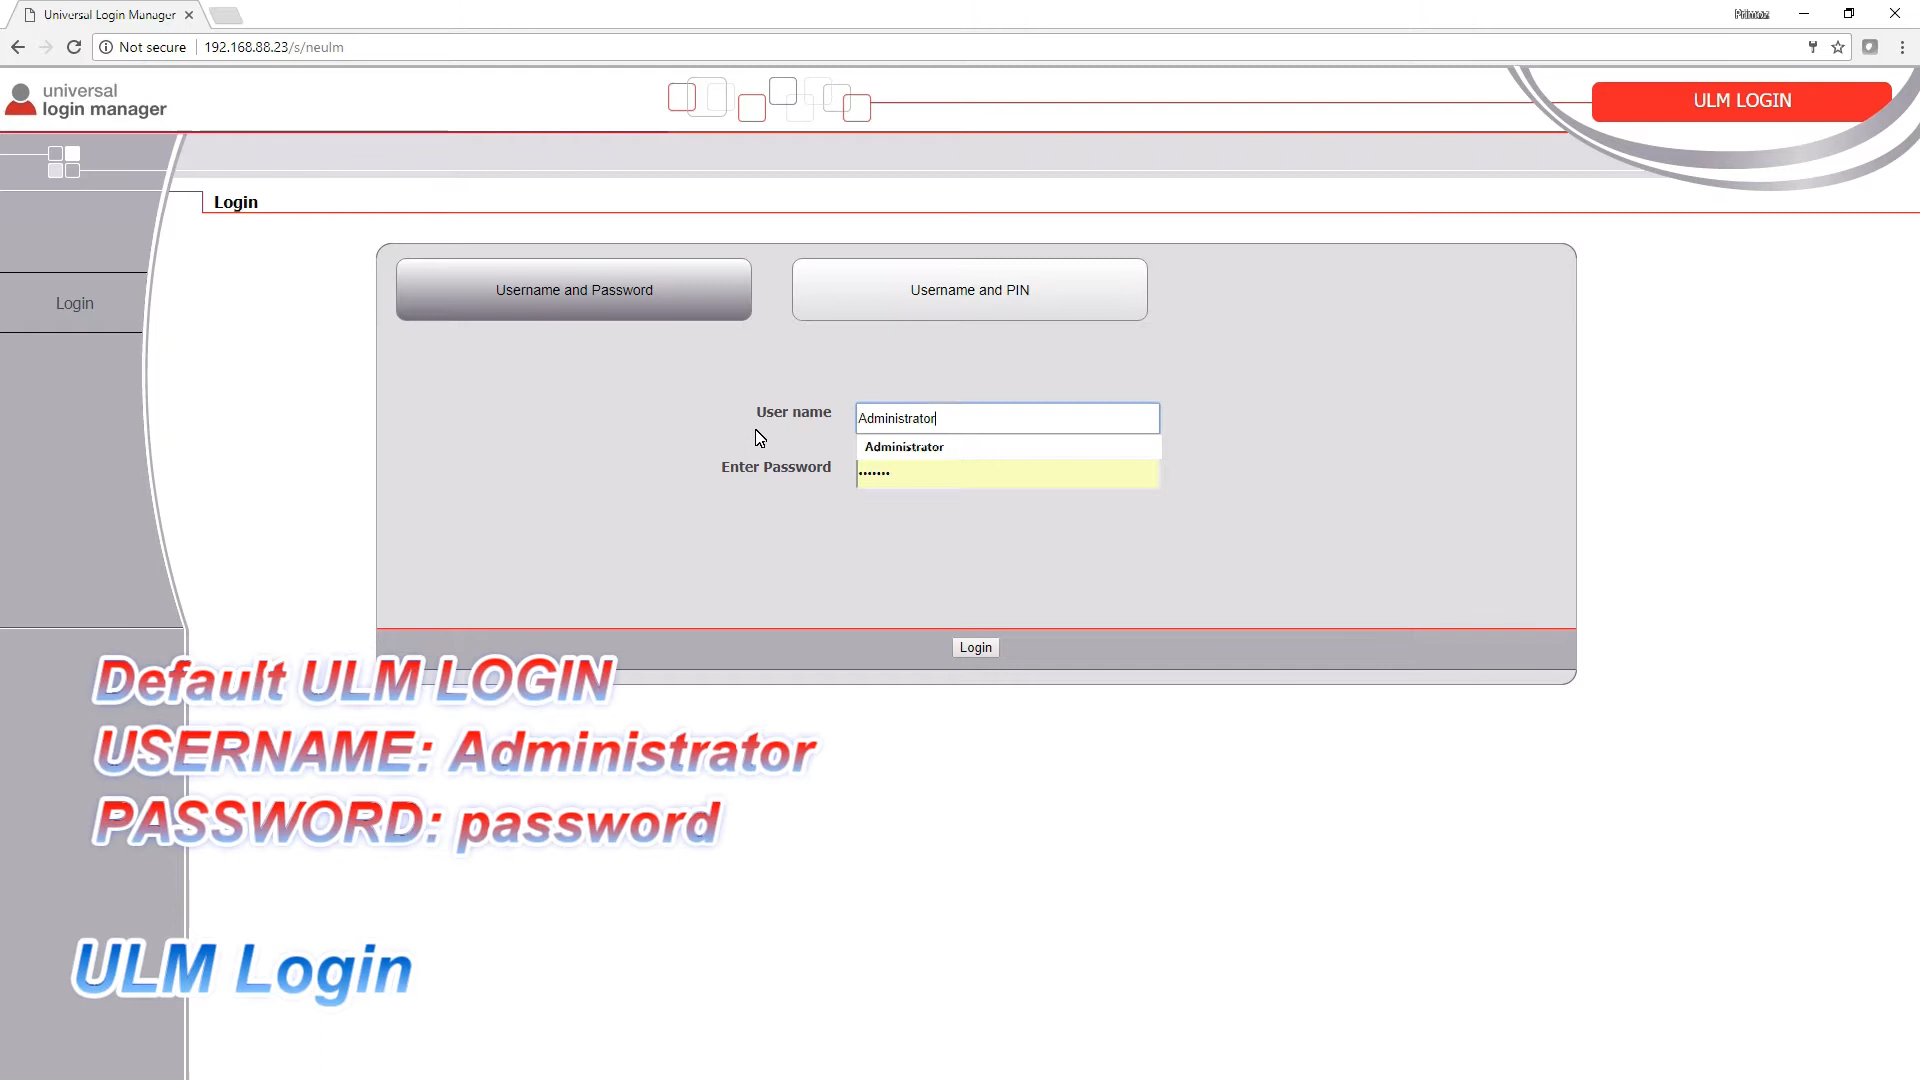 Universal Login Manager
Primoz
Not secure
192.168.88.23/s/neulm
universal
login manager
ULM LOGIN
Login
Login
Username and Password
Username and PIN
User name
Administrator
Administrator
Enter Password
•••••••
Login
Default ULM LOGIN
USERNAME: Administrator
PASSWORD: password
ULM Login